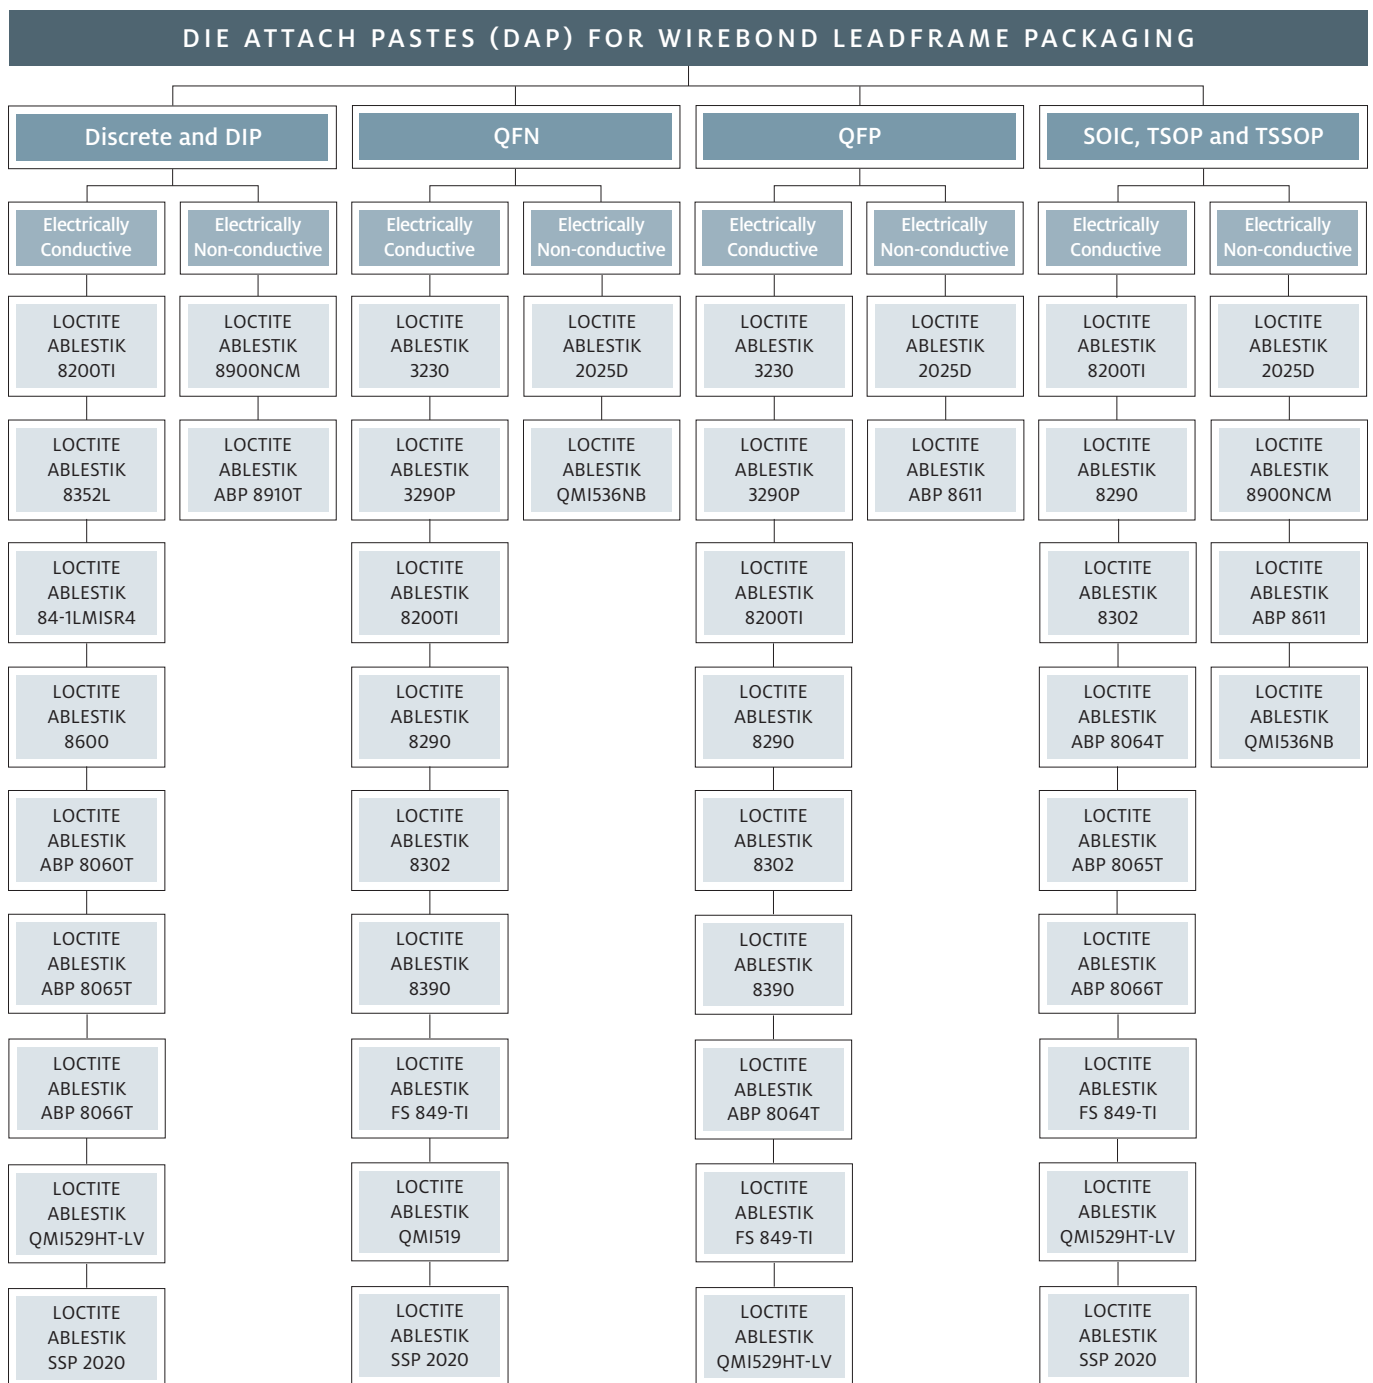 DIE ATTACH PASTES (DAP) FOR WIREBOND LEADFRAME PACKAGING
Discrete and DIP
Electrically
Conductive
LOCTITE
ABLESTIK
8200TI
LOCTITE
ABLESTIK
8352L
LOCTITE
ABLESTIK
84-1LMISR4
LOCTITE
ABLESTIK
8600
LOCTITE
ABLESTIK
ABP 8060T
LOCTITE
ABLESTIK
ABP 8065T
LOCTITE
ABLESTIK
ABP 8066T
LOCTITE
ABLESTIK
QMI529HT-LV
LOCTITE
ABLESTIK
SSP 2020
Electrically
Non-conductive
LOCTITE
ABLESTIK
8900NCM
LOCTITE
ABLESTIK
ABP 8910T
QFN
Electrically
Conductive
LOCTITE
ABLESTIK
3230
LOCTITE
ABLESTIK
3290P
LOCTITE
ABLESTIK
8200TI
LOCTITE
ABLESTIK
8290
LOCTITE
ABLESTIK
8302
LOCTITE
ABLESTIK
8390
LOCTITE
ABLESTIK
FS 849-TI
LOCTITE
ABLESTIK
QMI519
LOCTITE
ABLESTIK
SSP 2020
Electrically
Non-conductive
LOCTITE
ABLESTIK
2025D
LOCTITE
ABLESTIK
QMI536NB
QFP
Electrically
Conductive
LOCTITE
ABLESTIK
3230
LOCTITE
ABLESTIK
3290P
LOCTITE
ABLESTIK
8200TI
LOCTITE
ABLESTIK
8290
LOCTITE
ABLESTIK
8302
LOCTITE
ABLESTIK
8390
LOCTITE
ABLESTIK
ABP 8064T
LOCTITE
ABLESTIK
FS 849-TI
LOCTITE
ABLESTIK
QMI529HT-LV
Electrically
Non-conductive
LOCTITE
ABLESTIK
2025D
LOCTITE
ABLESTIK
ABP 8611
SOIC, TSOP and TSSOP
Electrically
Conductive
LOCTITE
ABLESTIK
8200TI
LOCTITE
ABLESTIK
8290
LOCTITE
ABLESTIK
8302
LOCTITE
ABLESTIK
ABP 8064T
LOCTITE
ABLESTIK
ABP 8065T
LOCTITE
ABLESTIK
ABP 8066T
LOCTITE
ABLESTIK
FS 849-TI
LOCTITE
ABLESTIK
QMI529HT-LV
LOCTITE
ABLESTIK
SSP 2020
Electrically
Non-conductive
LOCTITE
ABLESTIK
2025D
LOCTITE
ABLESTIK
8900NCM
LOCTITE
ABLESTIK
ABP 8611
LOCTITE
ABLESTIK
QMI536NB